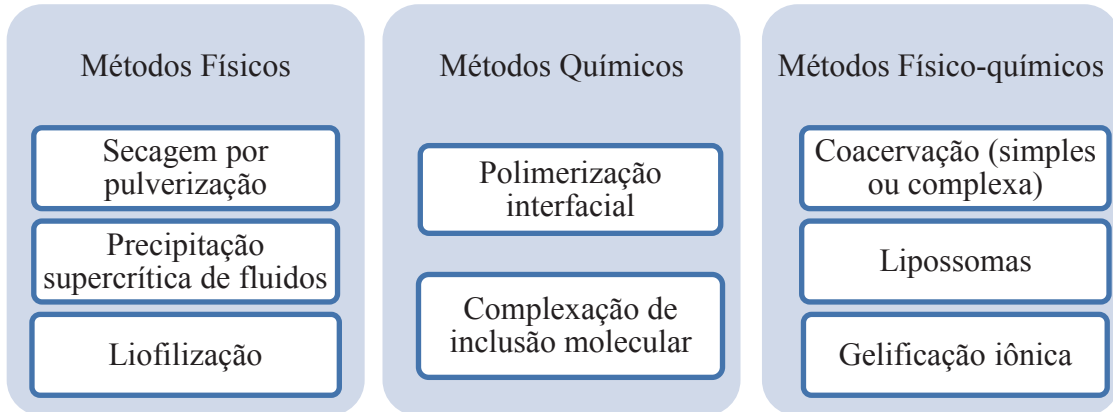 Métodos Físicos
Secagem por
pulverização
Precipitação
supercrítica de fluidos
Liofilização
Métodos Químicos
Polimerização
interfacial
Complexação de
inclusão molecular
Métodos Físico-químicos
Coacervação (simples
ou complexa)
Lipossomas
Gelificação iônica